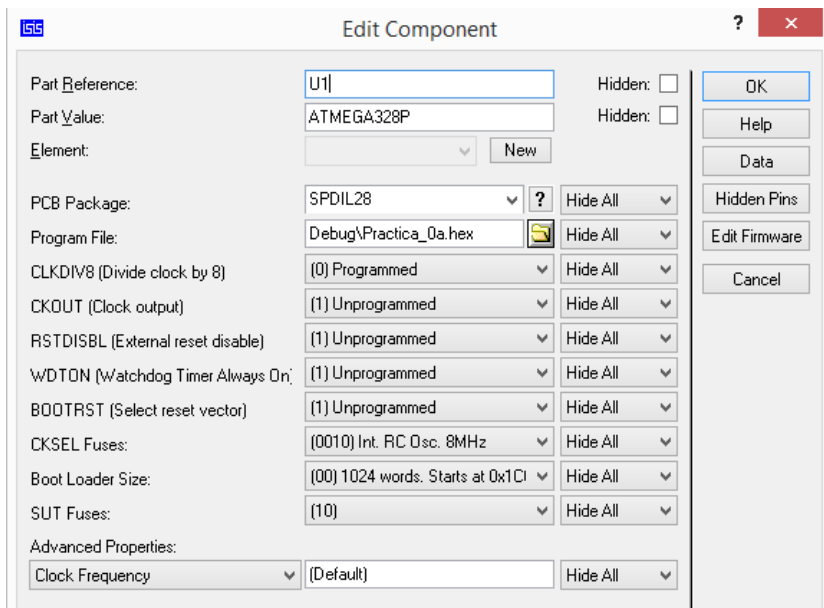 isis Edit Component ? ×
Part Reference: U1 Hidden:
Part Value: ATMEGA328P Hidden:
Element: New
PCB Package: SPDIL28 ? Hide All
Program File: Debug\Practica_0a.hex Hide All
CLKDIV8 (Divide clock by 8) (0) Programmed Hide All
CKOUT (Clock output) (1) Unprogrammed Hide All
RSTDISBL (External reset disable) (1) Unprogrammed Hide All
WDTON (Watchdog Timer Always On) (1) Unprogrammed Hide All
BOOTRST (Select reset vector) (1) Unprogrammed Hide All
CKSEL Fuses: (0010) Int. RC Osc. 8MHz Hide All
Boot Loader Size: (00) 1024 words. Starts at 0x1C Hide All
SUT Fuses: (10) Hide All
Advanced Properties:
Clock Frequency (Default) Hide All
OK
Help
Data
Hidden Pins
Edit Firmware
Cancel